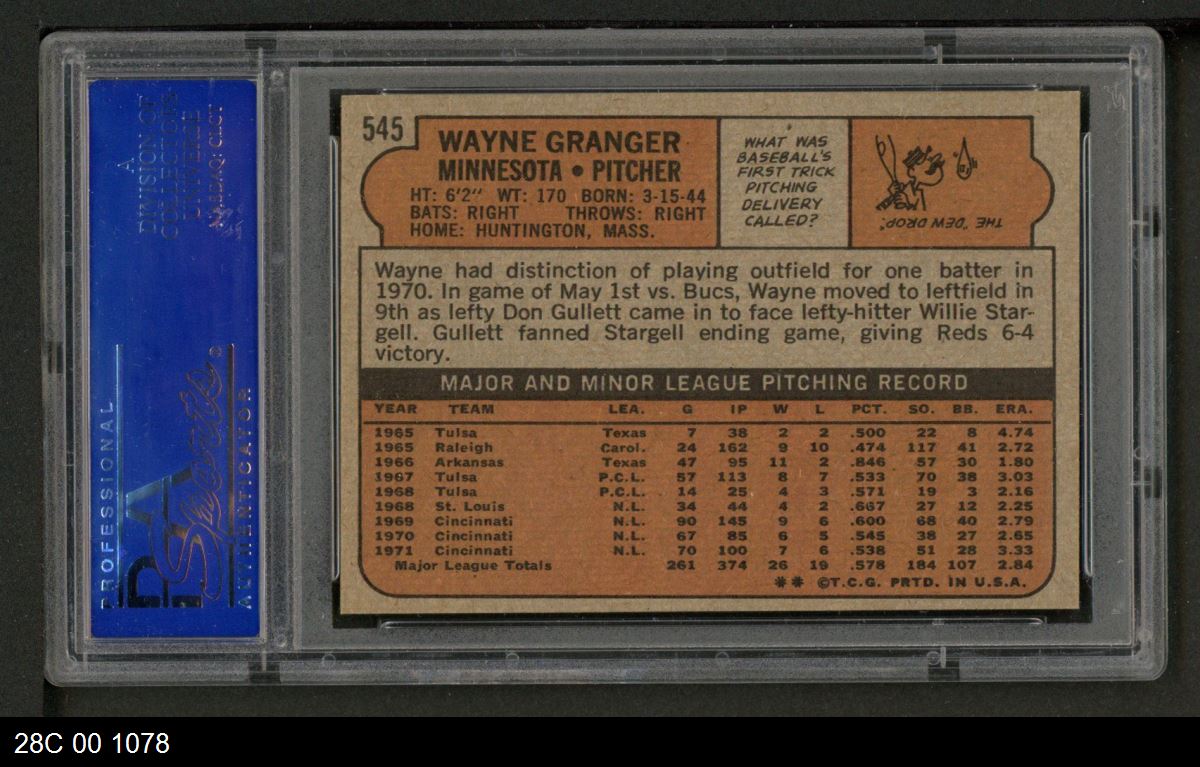 A
DIVISION OF
COLLECTORS
UNIVERSE
NASDAQ: CLCT
PROFESSIONAL
PSA
Sports®
AUTHENTICATOR
545
WAYNE GRANGER
MINNESOTA • PITCHER
HT: 6'2" WT: 170 BORN: 3-15-44
BATS: RIGHT THROWS: RIGHT
HOME: HUNTINGTON, MASS.
WHAT WAS
BASEBALL'S
FIRST TRICK
PITCHING
DELIVERY
CALLED?
THE "DEW DROP."
Wayne had distinction of playing outfield for one batter in
1970. In game of May 1st vs. Bucs, Wayne moved to leftfield in
9th as lefty Don Gullett came in to face lefty-hitter Willie Star-
gell. Gullett fanned Stargell ending game, giving Reds 6-4
victory.
MAJOR AND MINOR LEAGUE PITCHING RECORD
YEAR TEAM LEA. G IP W L PCT. SO. BB. ERA.
1965 Tulsa Texas 7 38 2 2 .500 22 8 4.74
1965 Raleigh Carol. 24 162 9 10 .474 117 41 2.72
1966 Arkansas Texas 47 95 11 2 .846 57 30 1.80
1967 Tulsa P.C.L. 57 113 8 7 .533 70 38 3.03
1968 Tulsa P.C.L. 14 25 4 3 .571 19 3 2.16
1968 St. Louis N.L. 34 44 4 2 .667 27 12 2.25
1969 Cincinnati N.L. 90 145 9 6 .600 68 40 2.79
1970 Cincinnati N.L. 67 85 6 5 .545 38 27 2.65
1971 Cincinnati N.L. 70 100 7 6 .538 51 28 3.33
Major League Totals 261 374 26 19 .578 184 107 2.84
** ©T.C.G. PRTD. IN U.S.A.
28C 00 1078